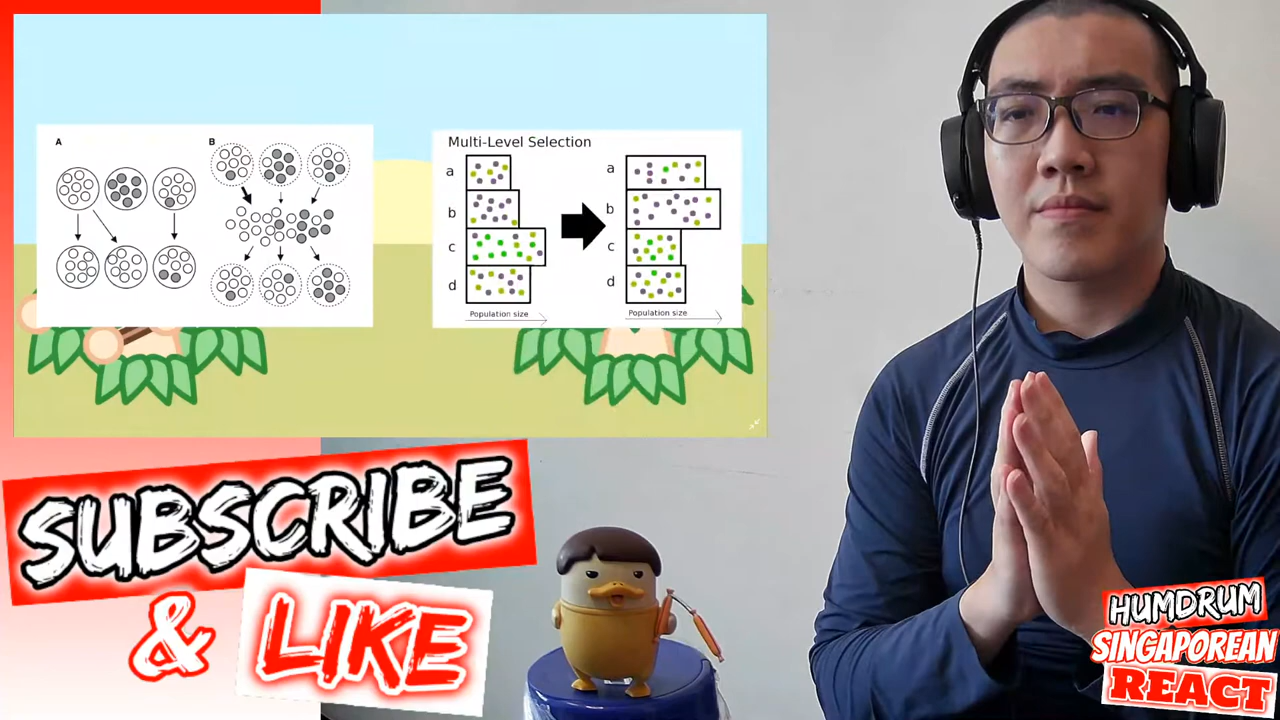 A
B
Multi-Level Selection
a
b
c
d
Population size
a
b
c
d
Population size
SUBSCRIBE
& LIKE
HUMDRUM
SINGAPOREAN
REACT